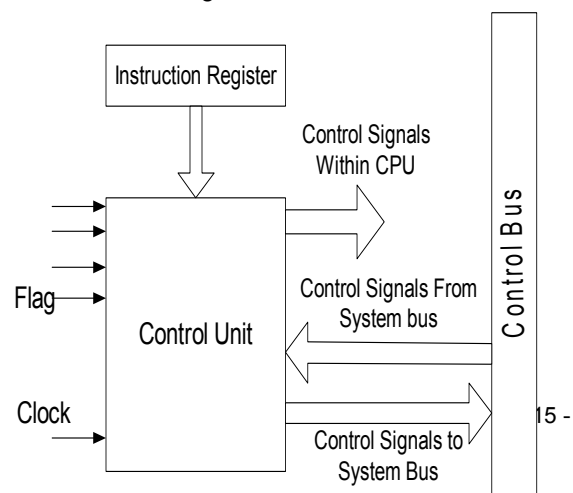 Instruction Register
Control Signals
Within CPU
Control Bus
Flag
Control Signals From
System bus
Control Unit
Clock
15 -
Control Signals to
System Bus